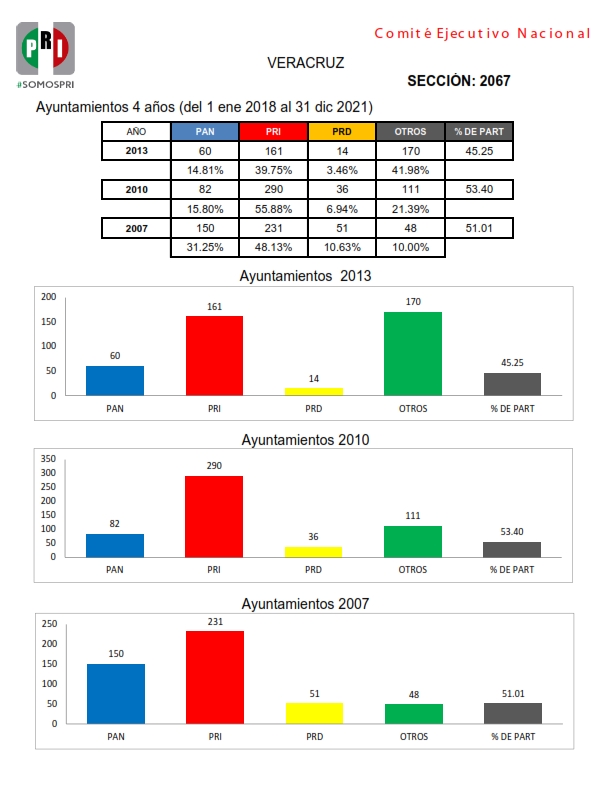 Comité Ejecutivo Nacional
PRI
#SOMOSPRI
VERACRUZ
SECCIÓN: 2067
Ayuntamientos 4 años (del 1 ene 2018 al 31 dic 2021)
AÑO PAN PRI PRD OTROS % DE PART
2013 60 161 14 170 45.25
14.81% 39.75% 3.46% 41.98%
2010 82 290 36 111 53.40
15.80% 55.88% 6.94% 21.39%
2007 150 231 51 48 51.01
31.25% 48.13% 10.63% 10.00%
Ayuntamientos 2013
200
150
100
50
0
60 161 14 170 45.25
PAN PRI PRD OTROS % DE PART
Ayuntamientos 2010
350
300
250
200
150
100
50
0
82 290 36 111 53.40
PAN PRI PRD OTROS % DE PART
Ayuntamientos 2007
250
200
150
100
50
0
150 231 51 48 51.01
PAN PRI PRD OTROS % DE PART